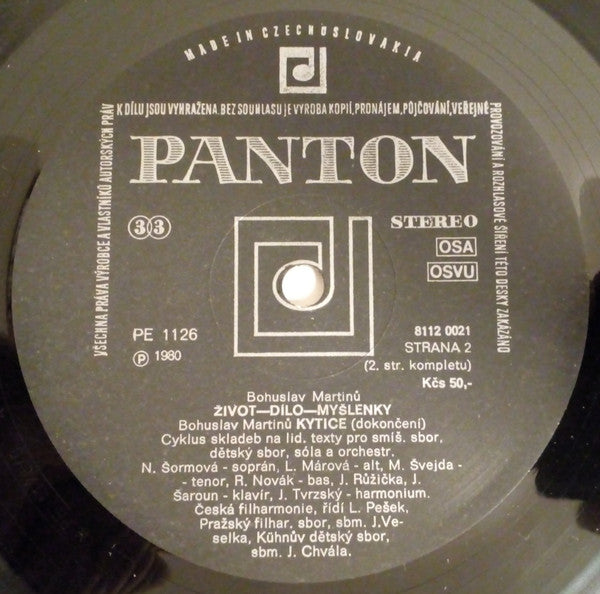 MADE IN CZECHOSLOVAKIA
VŠECHNA PRÁVA VÝROBCE A VLASTNÍKŮ AUTORSKÝCH PRÁV
K DÍLU JSOU VYHRAŽENA. BEZ SOUHLASU JE VÝROBA KOPIÍ, PRONÁJEM, PŮJČOVÁNÍ, VEŘEJNÉ
PROVOZOVÁNÍ A ROZHLASOVÉ ŠÍŘENÍ TÉTO DESKY ZAKÁZÁNO
PANTON
33
STEREO
OSA
OSVU
PE 1126
Ⓟ 1980
8112 0021
STRANA 2
(2. str. kompletu)
Kčs 50,-
Bohuslav Martinů
ŽIVOT—DÍLO—MYŠLENKY
Bohuslav Martinů KYTICE (dokončení)
Cyklus skladeb na lid. texty pro smíš. sbor,
dětský sbor, sóla a orchestr.
N. Šormová - soprán, L. Márová - alt, M. Švejda -
- tenor, R. Novák - bas, J. Růžička, J.
Šaroun - klavír, J. Tvrzský - harmonium.
Česká filharmonie, řídí L. Pešek,
Pražský filhar. sbor, sbm. J.Ve-
selka, Kühnův dětský sbor,
sbm. J. Chvála.